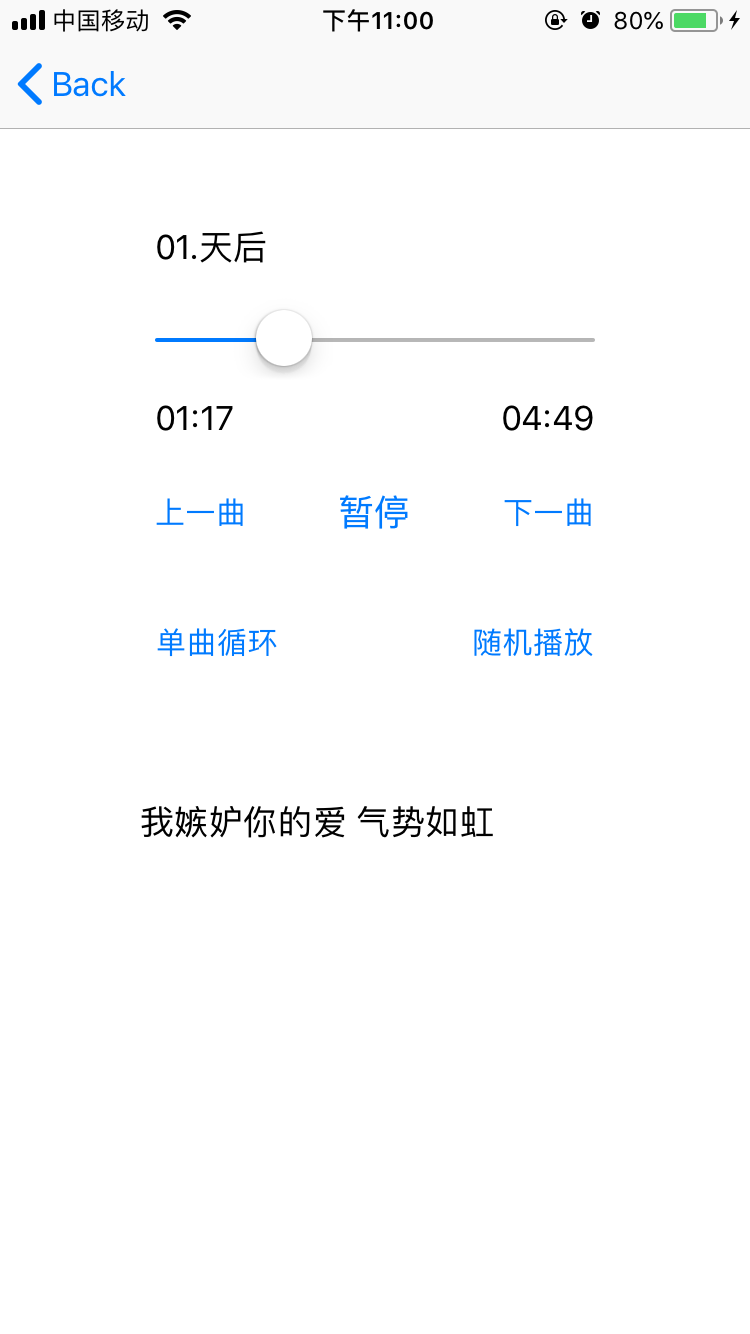 中国移动 下午11:00 80%
Back
01.天后
01:17 04:49
上一曲 暂停 下一曲
单曲循环 随机播放
我嫉妒你的爱 气势如虹